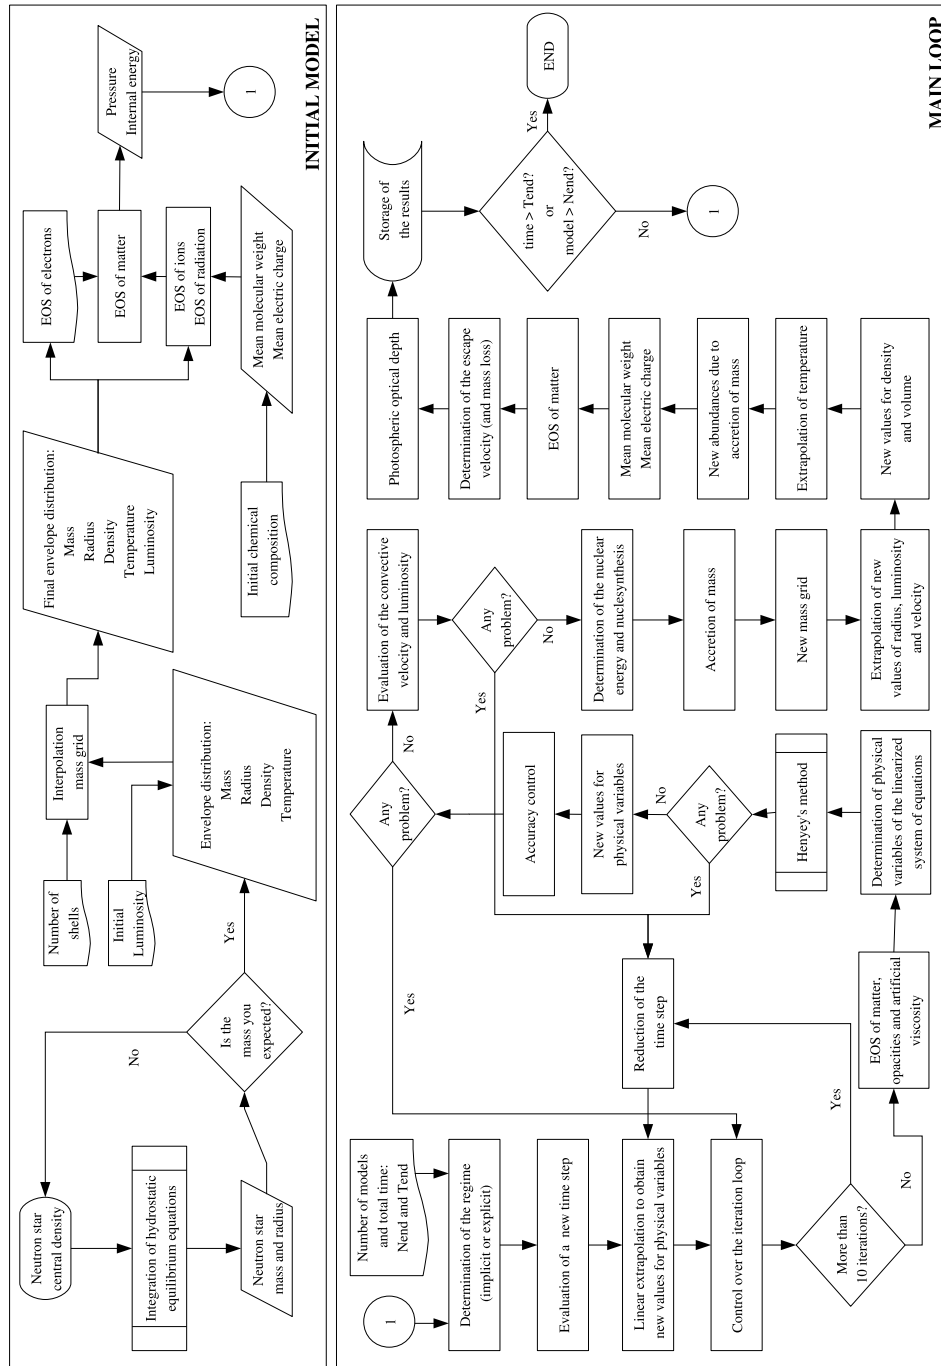 INITIAL MODEL
Neutron star
central density
Integration of hydrostatic
equilibrium equations
Neutron star
mass and radius
Is the
mass you
expected?
No
Yes
Number of
shells
Initial
Luminosity
Interpolation
mass grid
Envelope distribution:
Mass
Radius
Density
Temperature
Final envelope distribution:
Mass
Radius
Density
Temperature
Luminosity
Initial chemical
composition
EOS of electrons
EOS of matter
EOS of ions
EOS of radiation
Mean molecular weight
Mean electric charge
Pressure
Internal energy
1
MAIN LOOP
1
Number of models
and total time:
Nend and Tend
Determination of the regime
(implicit or explicit)
Evaluation of a new time step
Linear extrapolation to obtain
new values for physical variables
Control over the iteration loop
More than
10 iterations?
Yes
No
Reduction of the
time step
EOS of matter,
opacities and artificial
viscosity
Determination of physical
variables of the linearized
system of equations
Henyey's method
Any
problem?
Yes
No
New values for
physical variables
Accuracy control
Any
problem?
Yes
No
Evaluation of the convective
velocity and luminosity
Any
problem?
Yes
No
Determination of the nuclear
energy and nuclesynthesis
Accretion of mass
New mass grid
Extrapolation of new
values of radius, luminosity
and velocity
New values for density
and volume
Extrapolation of temperature
New abundances due to
accretion of mass
Mean molecular weight
Mean electric charge
EOS of matter
Determination of the escape
velocity (and mass loss)
Photospheric optical depth
Storage of
the results
time > Tend?
or
model > Nend?
Yes
No
END
1